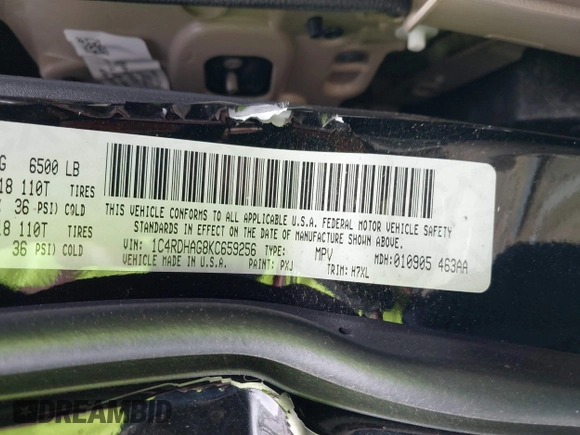 G 6500 LB
18 110T TIRES
36 PSI) COLD
8 110T TIRES
36 PSI) COLD
THIS VEHICLE CONFORMS TO ALL APPLICABLE U.S.A. FEDERAL MOTOR VEHICLE SAFETY
STANDARDS IN EFFECT ON THE DATE OF MANUFACTURE SHOWN ABOVE.
VIN: 1C4RDHAG8KC659256 TYPE: MPV MDH: 010905 463AA
VEHICLE MADE IN U.S.A. PAINT: PXJ TRIM: H7XL
DREAMBID